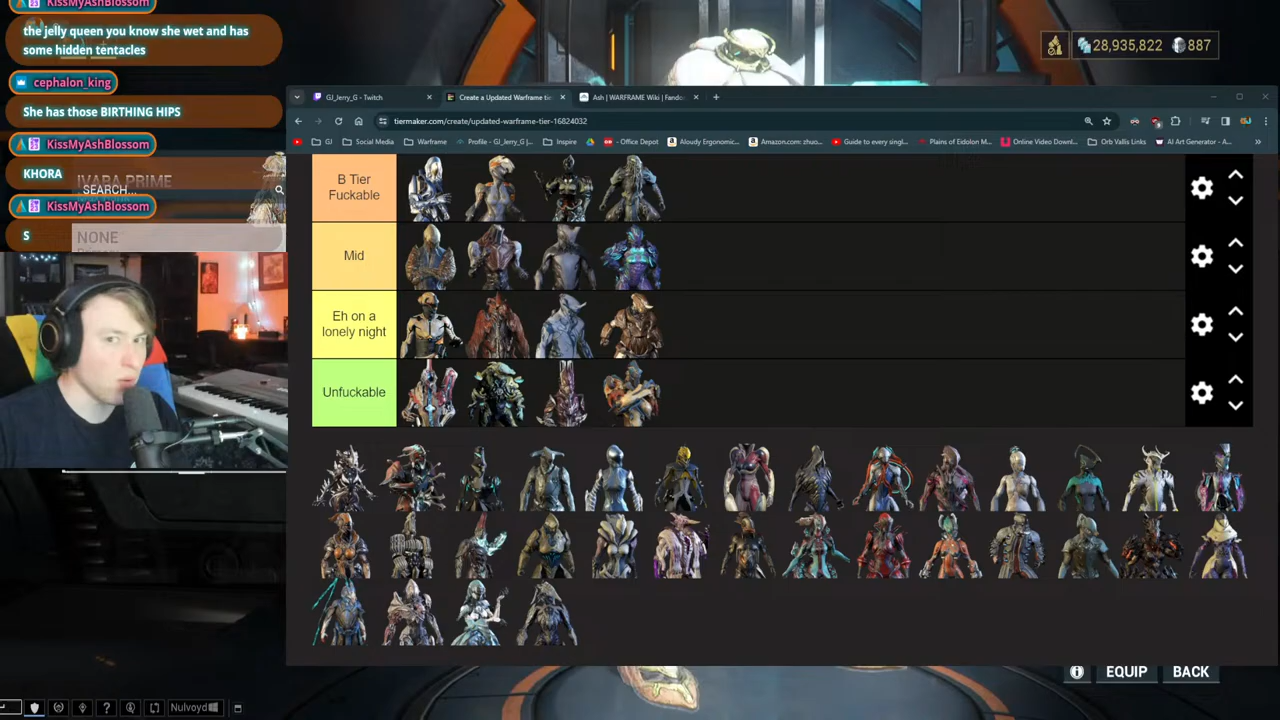 KissMyAshBlossom
the jelly queen you know she wet and has
some hidden tentacles
cephalon_king
She has those BIRTHING HIPS
KissMyAshBlossom
KHORA
IVARA PRIME
SEARCH...
KissMyAshBlossom
S
NONE
28,935,822 887
GJ_Jerry_G - Twitch
Create a Updated Warframe tie
Ash | WARFRAME Wiki | Fando
tiermaker.com/create/updated-warframe-tier-16824032
GJ
Social Media
Warframe
Profile - GJ_Jerry_G |...
Inspire
- Office Depot
Aloudy Ergonomic...
Amazon.com: zhuo...
Guide to every singl...
Plains of Eidolon M...
Online Video Downl...
Orb Vallis Links
AI Art Generator - A...
B Tier
Fuckable
Mid
Eh on a
lonely night
Unfuckable
EQUIP
BACK
Nulvoyd